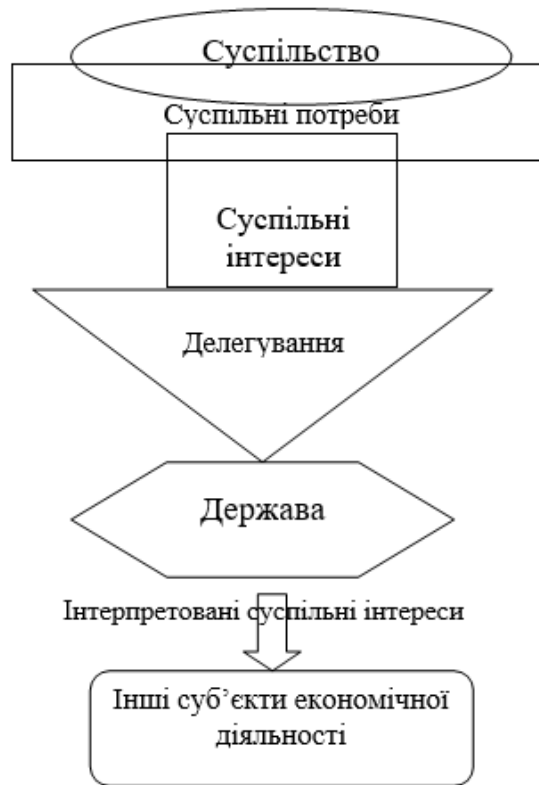 Суспільство
Суспільні потреби
Суспільні
інтереси
Делегування
Держава
Інтерпретовані суспільні інтереси
Інші суб’єкти економічної
діяльності